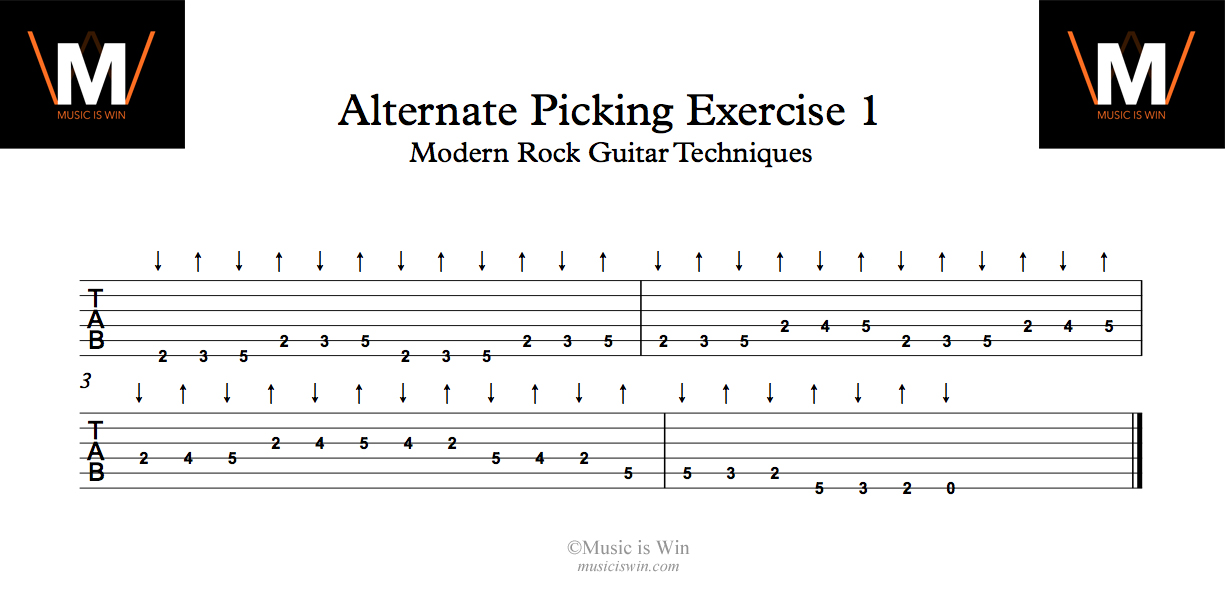 MUSIC IS WIN
MUSIC IS WIN
Alternate Picking Exercise 1
Modern Rock Guitar Techniques
↓ ↑ ↓ ↑ ↓ ↑ ↓ ↑ ↓ ↑ ↓ ↑ ↓ ↑ ↓ ↑ ↓ ↑ ↓ ↑ ↓ ↑ ↓ ↑
T
2 4 5 2 4 5
A
2 3 5 2 3 5 2 3 5 2 3 5
B
2 3 5 2 3 5
3
↓ ↑ ↓ ↑ ↓ ↑ ↓ ↑ ↓ ↑ ↓ ↑ ↓ ↑ ↓ ↑ ↓ ↑ ↓
T
2 4 5 4 2
A
2 4 5 5 4 2
B
5 5 3 2
5 3 2 0
©Music is Win
musiciswin.com